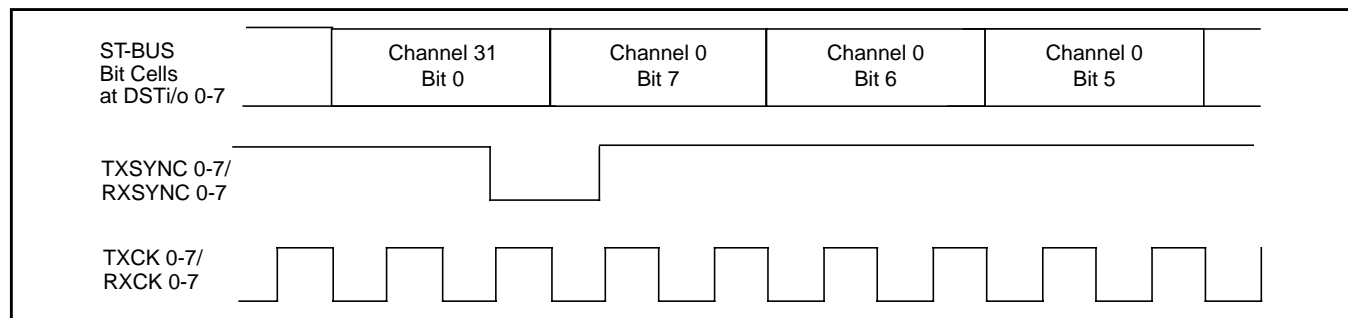 ST-BUS
Bit Cells
at DSTi/o 0-7
Channel 31
Bit 0
Channel 0
Bit 7
Channel 0
Bit 6
Channel 0
Bit 5
TXSYNC 0-7/
RXSYNC 0-7
TXCK 0-7/
RXCK 0-7